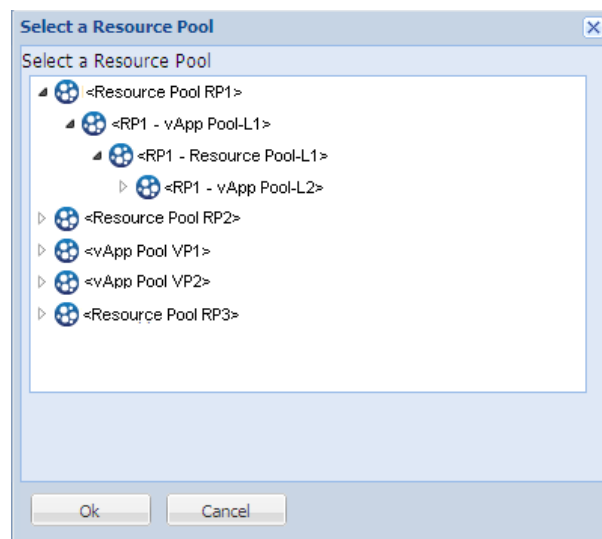 Select a Resource Pool
Select a Resource Pool
<Resource Pool RP1>
<RP1 - vApp Pool-L1>
<RP1 - Resource Pool-L1>
<RP1 - vApp Pool-L2>
<Resource Pool RP2>
<vApp Pool VP1>
<vApp Pool VP2>
<Resource Pool RP3>
Ok Cancel